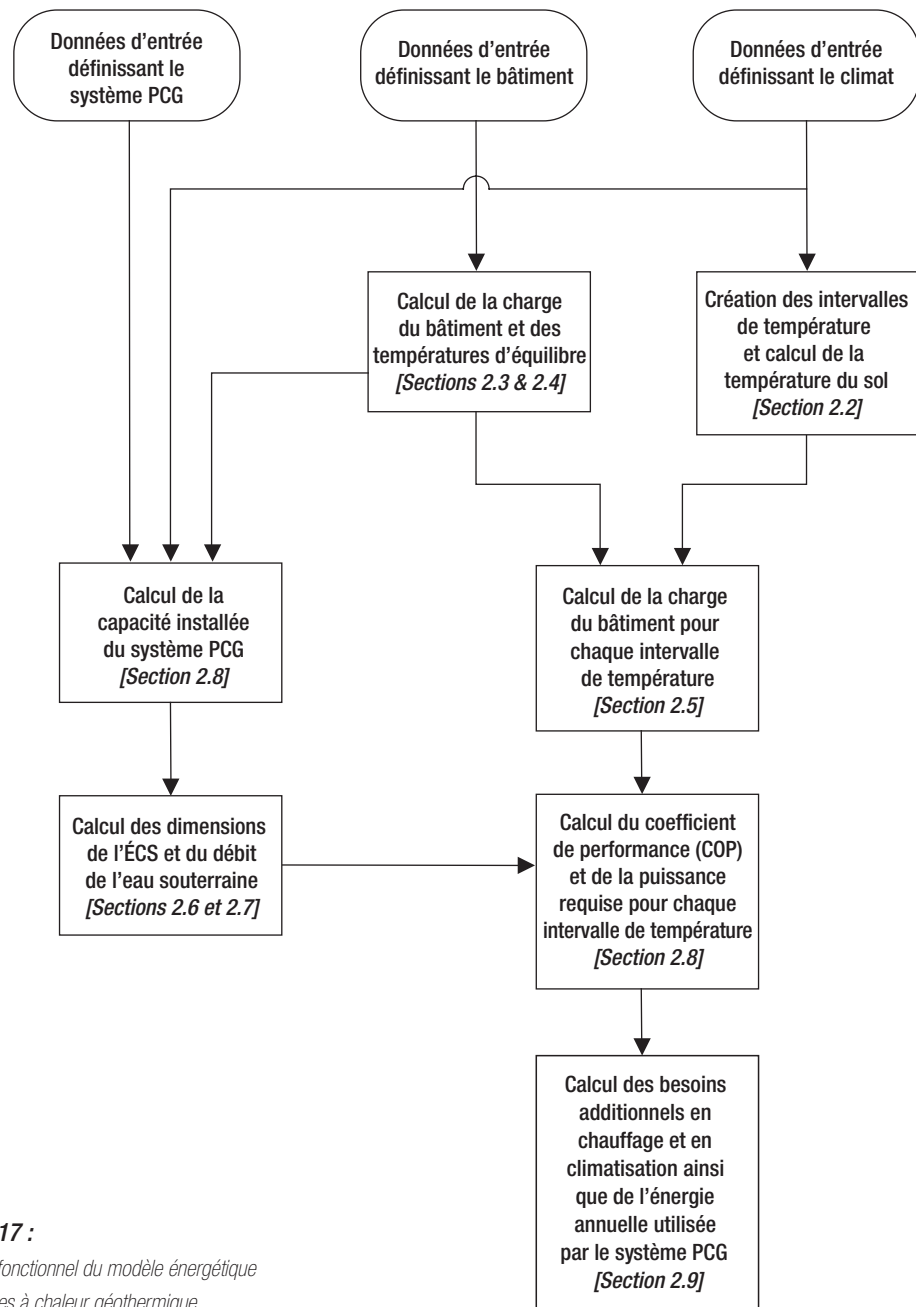 Données d'entrée
définissant le
système PCG
Données d'entrée
définissant le bâtiment
Données d'entrée
définissant le climat
Calcul de la charge
du bâtiment et des
températures d'équilibre
[Sections 2.3 & 2.4]
Création des intervalles
de température
et calcul de la
température du sol
[Section 2.2]
Calcul de la
capacité installée
du système PCG
[Section 2.8]
Calcul de la charge
du bâtiment pour
chaque intervalle
de température
[Section 2.5]
Calcul des dimensions
de l'ÉCS et du débit
de l'eau souterraine
[Sections 2.6 et 2.7]
Calcul du coefficient
de performance (COP)
et de la puissance
requise pour chaque
intervalle de température
[Section 2.8]
Calcul des besoins
additionnels en
chauffage et en
climatisation ainsi
que de l'énergie
annuelle utilisée
par le système PCG
[Section 2.9]
17 :
fonctionnel du modèle énergétique
es à chaleur géothermique